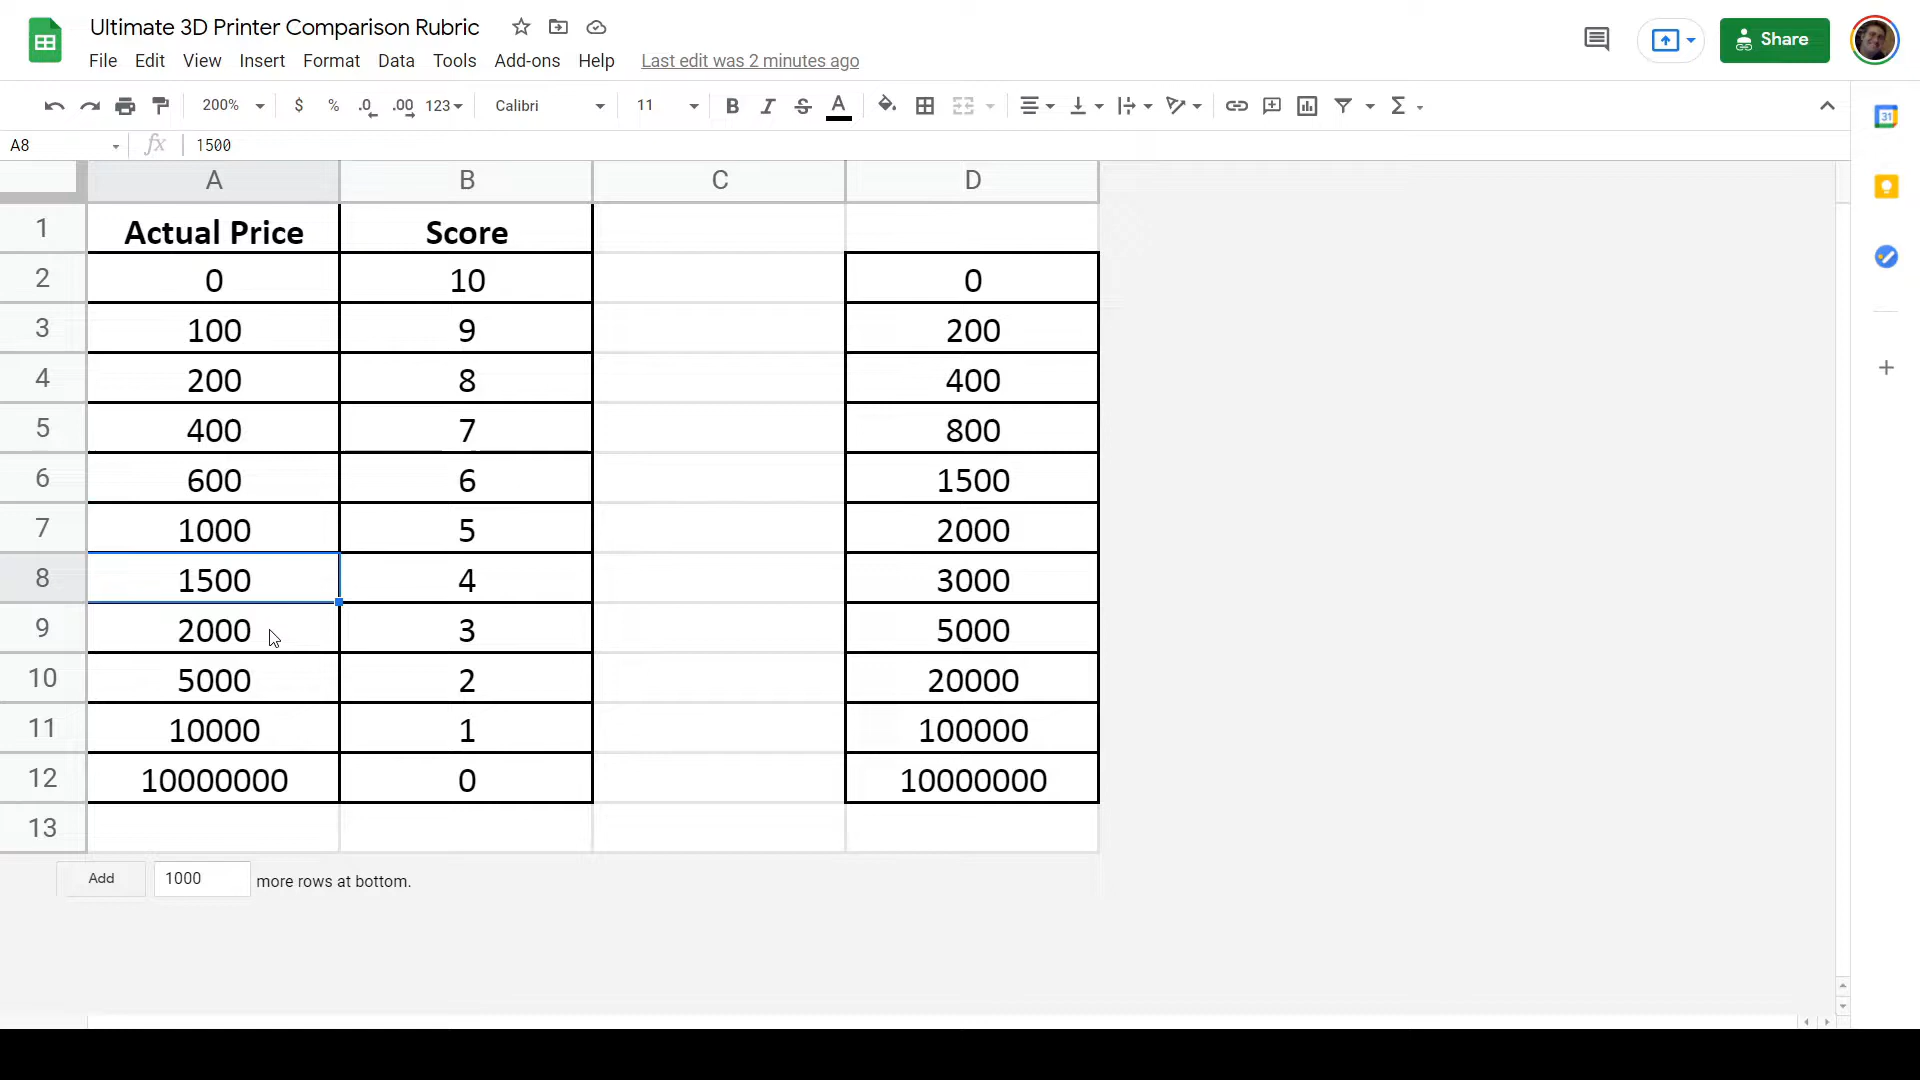 Ultimate 3D Printer Comparison Rubric
File Edit View Insert Format Data Tools Add-ons Help Last edit was 2 minutes ago
Share
200% $ % .0 .00 123 Calibri 11 B I S A
31
A8 fx 1500
A B C D
1 Actual Price Score
2 0 10 0
3 100 9 200
4 200 8 400
5 400 7 800
6 600 6 1500
7 1000 5 2000
8 1500 4 3000
9 2000 3 5000
10 5000 2 20000
11 10000 1 100000
12 10000000 0 10000000
13
Add 1000 more rows at bottom.